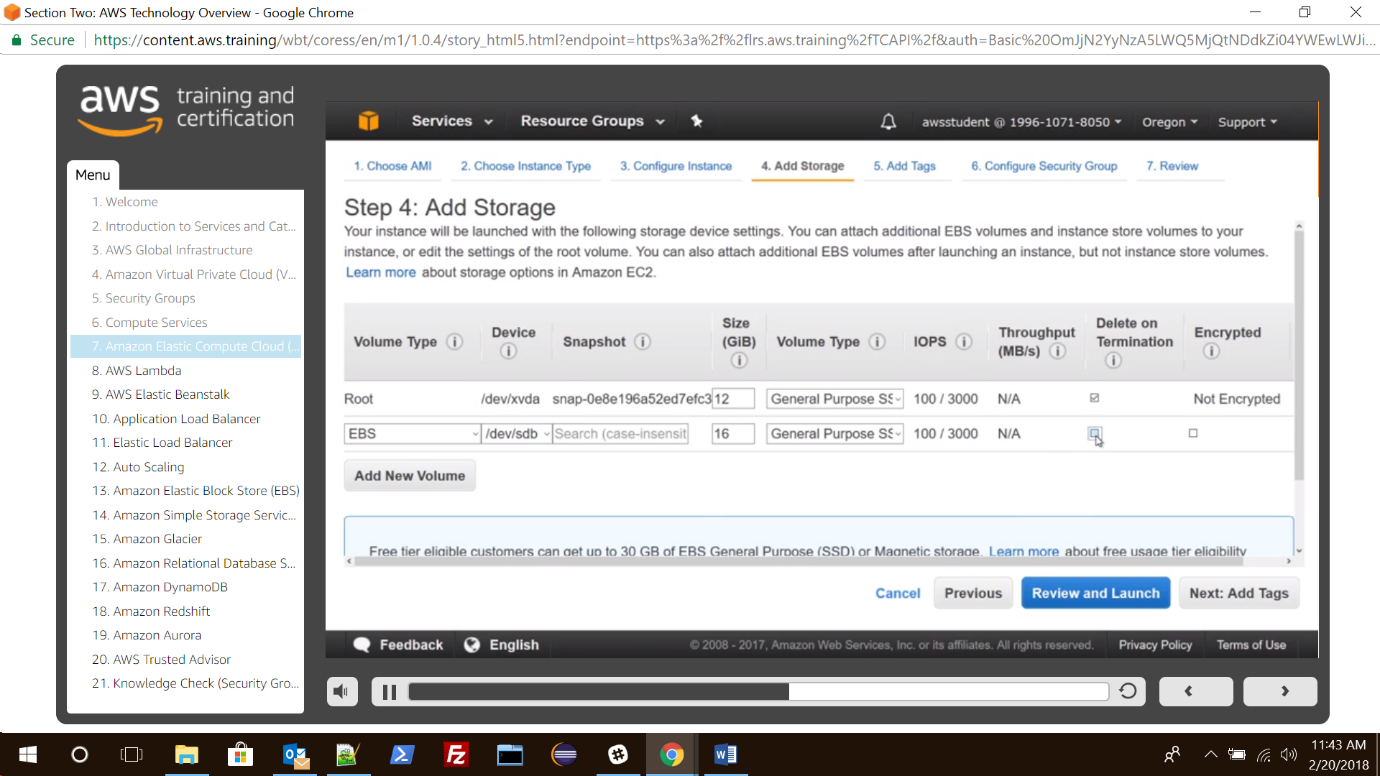 Section Two: AWS Technology Overview - Google Chrome
Secure
https://content.aws.training/wbt/coress/en/m1/1.0.4/story_html5.html?endpoint=https%3a%2f%2flrs.aws.training%2fTCAPI%2f&auth=Basic%20OmJjN2YyNzA5LWQ5MjQtNDdkZi04YWEwLWJi...
aws training and certification
Menu
1. Welcome
2. Introduction to Services and Cat...
3. AWS Global Infrastructure
4. Amazon Virtual Private Cloud (V...
5. Security Groups
6. Compute Services
7. Amazon Elastic Compute Cloud (...
8. AWS Lambda
9. AWS Elastic Beanstalk
10. Application Load Balancer
11. Elastic Load Balancer
12. Auto Scaling
13. Amazon Elastic Block Store (EBS)
14. Amazon Simple Storage Servic...
15. Amazon Glacier
16. Amazon Relational Database S...
17. Amazon DynamoDB
18. Amazon Redshift
19. Amazon Aurora
20. AWS Trusted Advisor
21. Knowledge Check (Security Gro...
Services Resource Groups awsstudent @ 1996-1071-8050 Oregon Support
1. Choose AMI 2. Choose Instance Type 3. Configure Instance 4. Add Storage 5. Add Tags 6. Configure Security Group 7. Review
Step 4: Add Storage
Your instance will be launched with the following storage device settings. You can attach additional EBS volumes and instance store volumes to your
instance, or edit the settings of the root volume. You can also attach additional EBS volumes after launching an instance, but not instance store volumes.
Learn more about storage options in Amazon EC2.
Volume Type Device Snapshot Size (GiB) Volume Type IOPS Throughput (MB/s) Delete on Termination Encrypted
Root /dev/xvda snap-0e8e196a52ed7efc3 12 General Purpose SS 100 / 3000 N/A Not Encrypted
EBS /dev/sdb Search (case-insensit 16 General Purpose SS 100 / 3000 N/A
Add New Volume
Free tier eligible customers can get up to 30 GB of EBS General Purpose (SSD) or Magnetic storage. Learn more about free usage tier eligibility
Cancel Previous Review and Launch Next: Add Tags
Feedback English © 2008 - 2017, Amazon Web Services, Inc. or its affiliates. All rights reserved. Privacy Policy Terms of Use
11:43 AM
2/20/2018